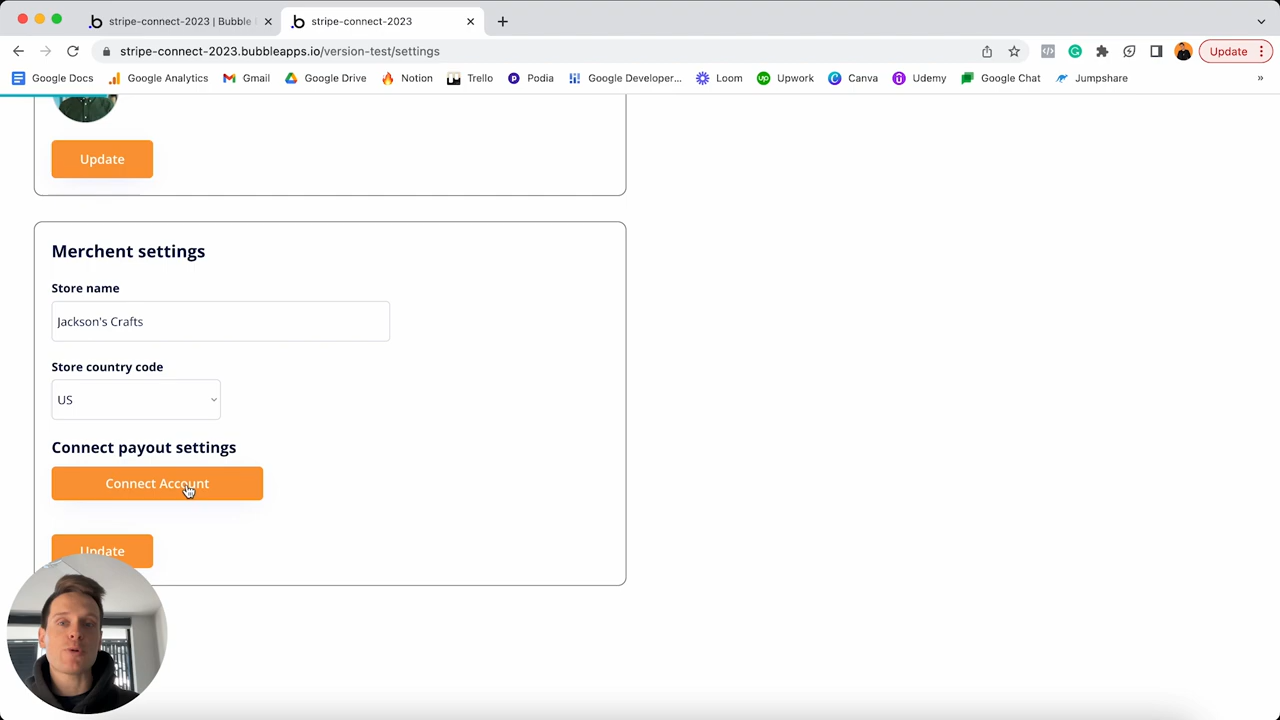 stripe-connect-2023 | Bubble
stripe-connect-2023
stripe-connect-2023.bubbleapps.io/version-test/settings
Update
Google Docs
Google Analytics
Gmail
Google Drive
Notion
Trello
Podia
Google Developer...
Loom
Upwork
Canva
Udemy
Google Chat
Jumpshare
»
Update
Merchent settings
Store name
Jackson's Crafts
Store country code
US
Connect payout settings
Connect Account
Update